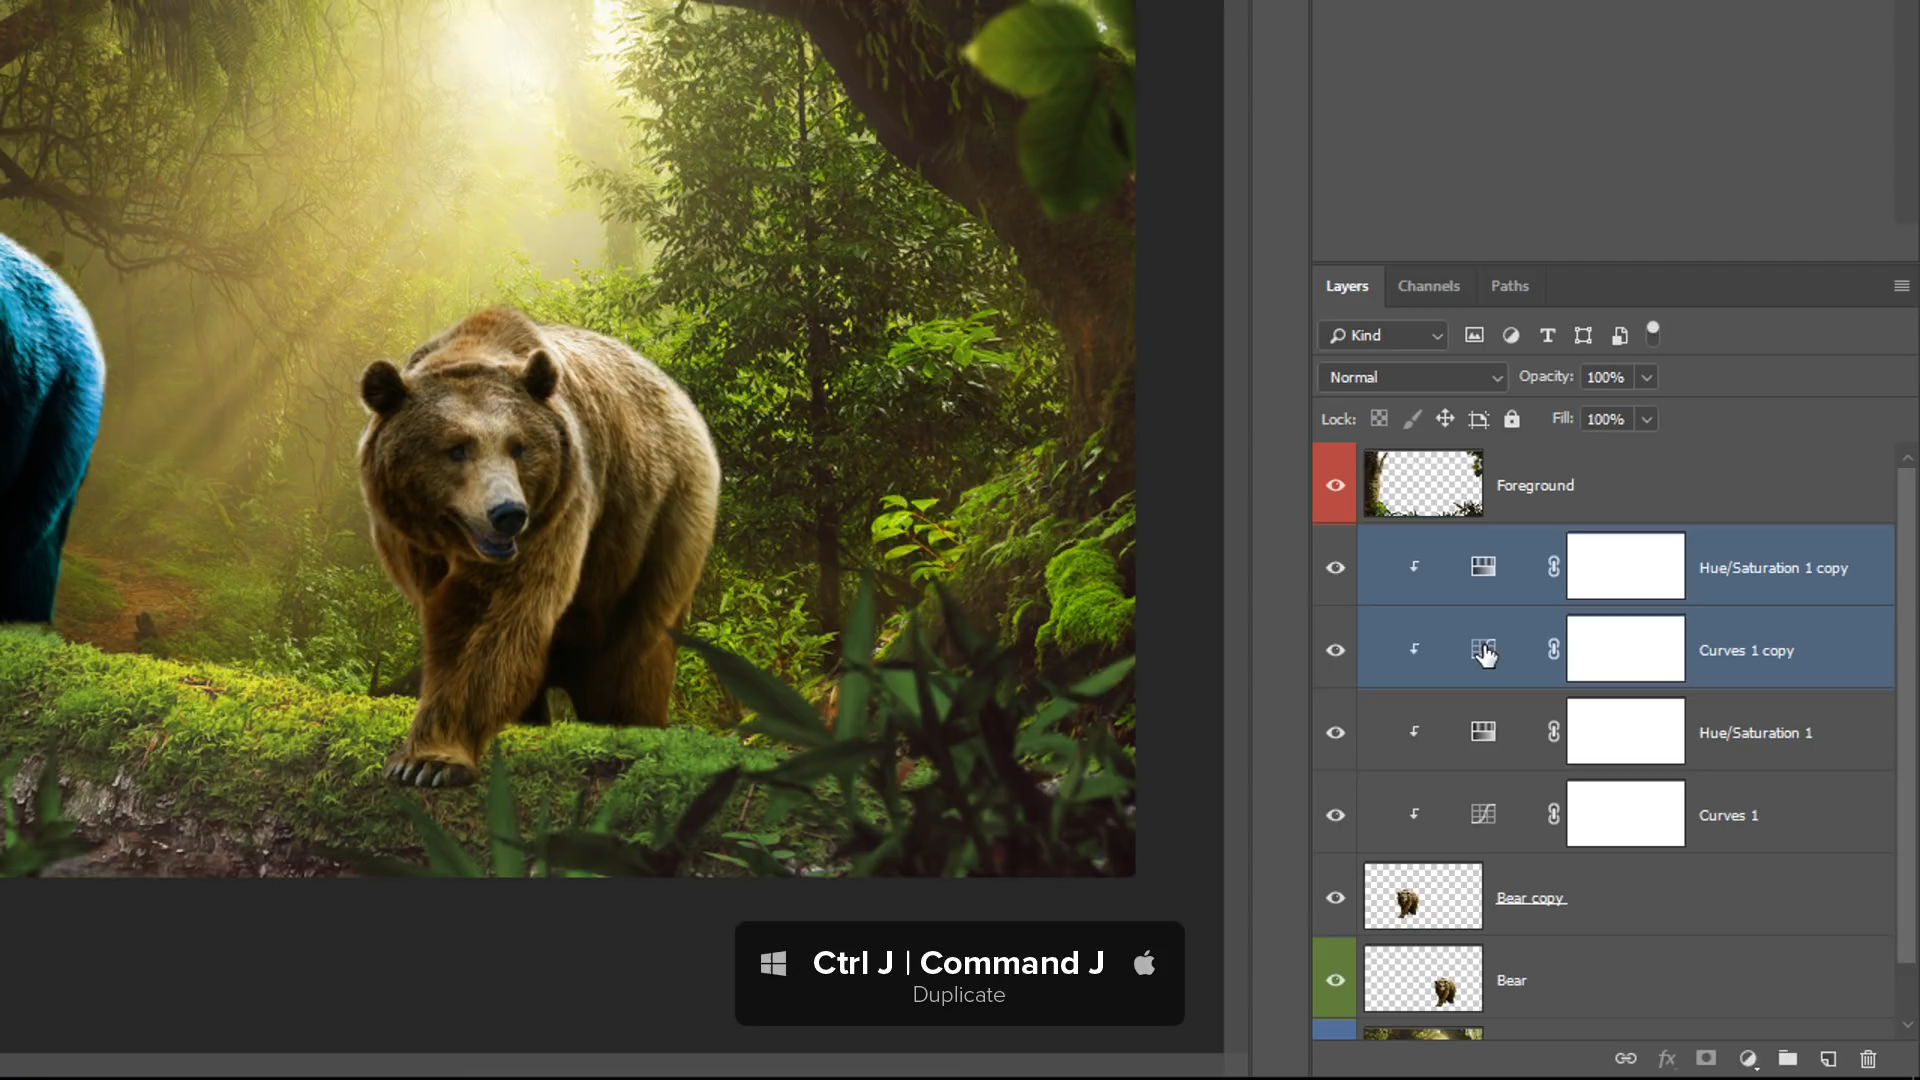 Layers Channels Paths
Kind
Normal Opacity: 100%
Lock: Fill: 100%
Foreground
Hue/Saturation 1 copy
Curves 1 copy
Hue/Saturation 1
Curves 1
Bear copy
Bear
fx
Ctrl J | Command J
Duplicate